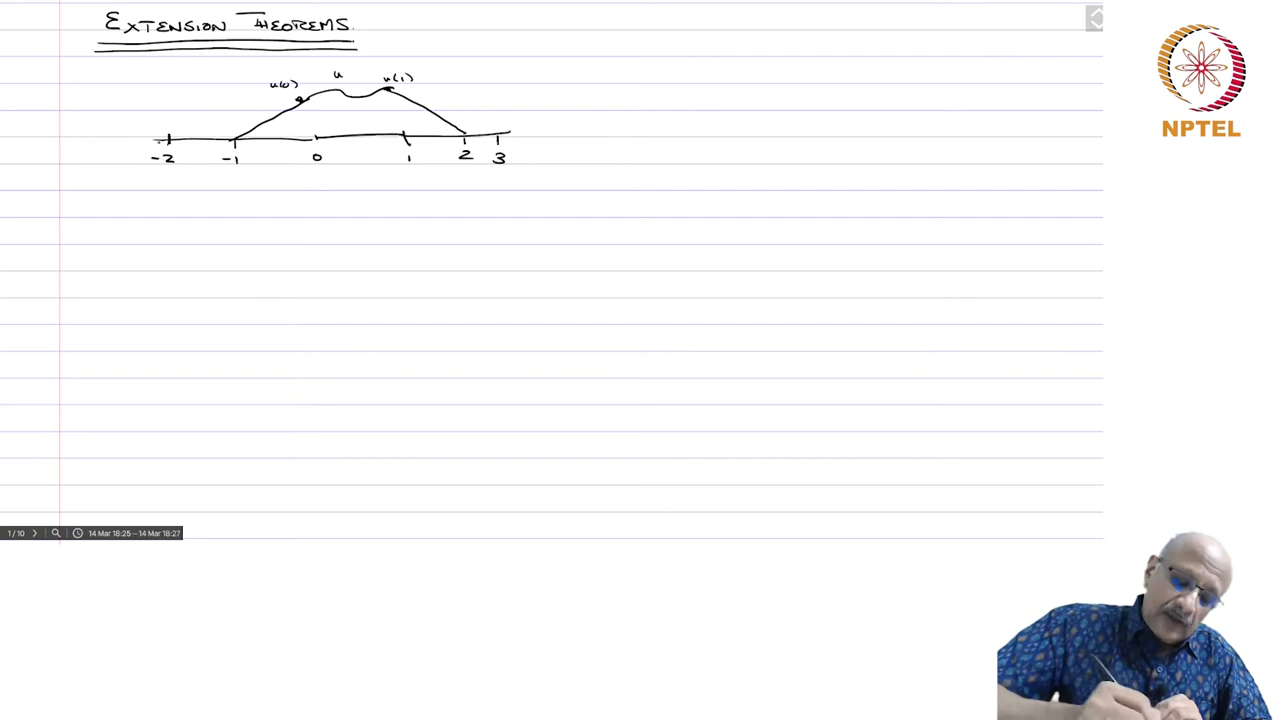 EXTENSION THEOREMS.
u(0) u u(1)
-2 -1 0 1 2 3
NPTEL
1 / 10 14 Mar 18:25 – 14 Mar 18:27